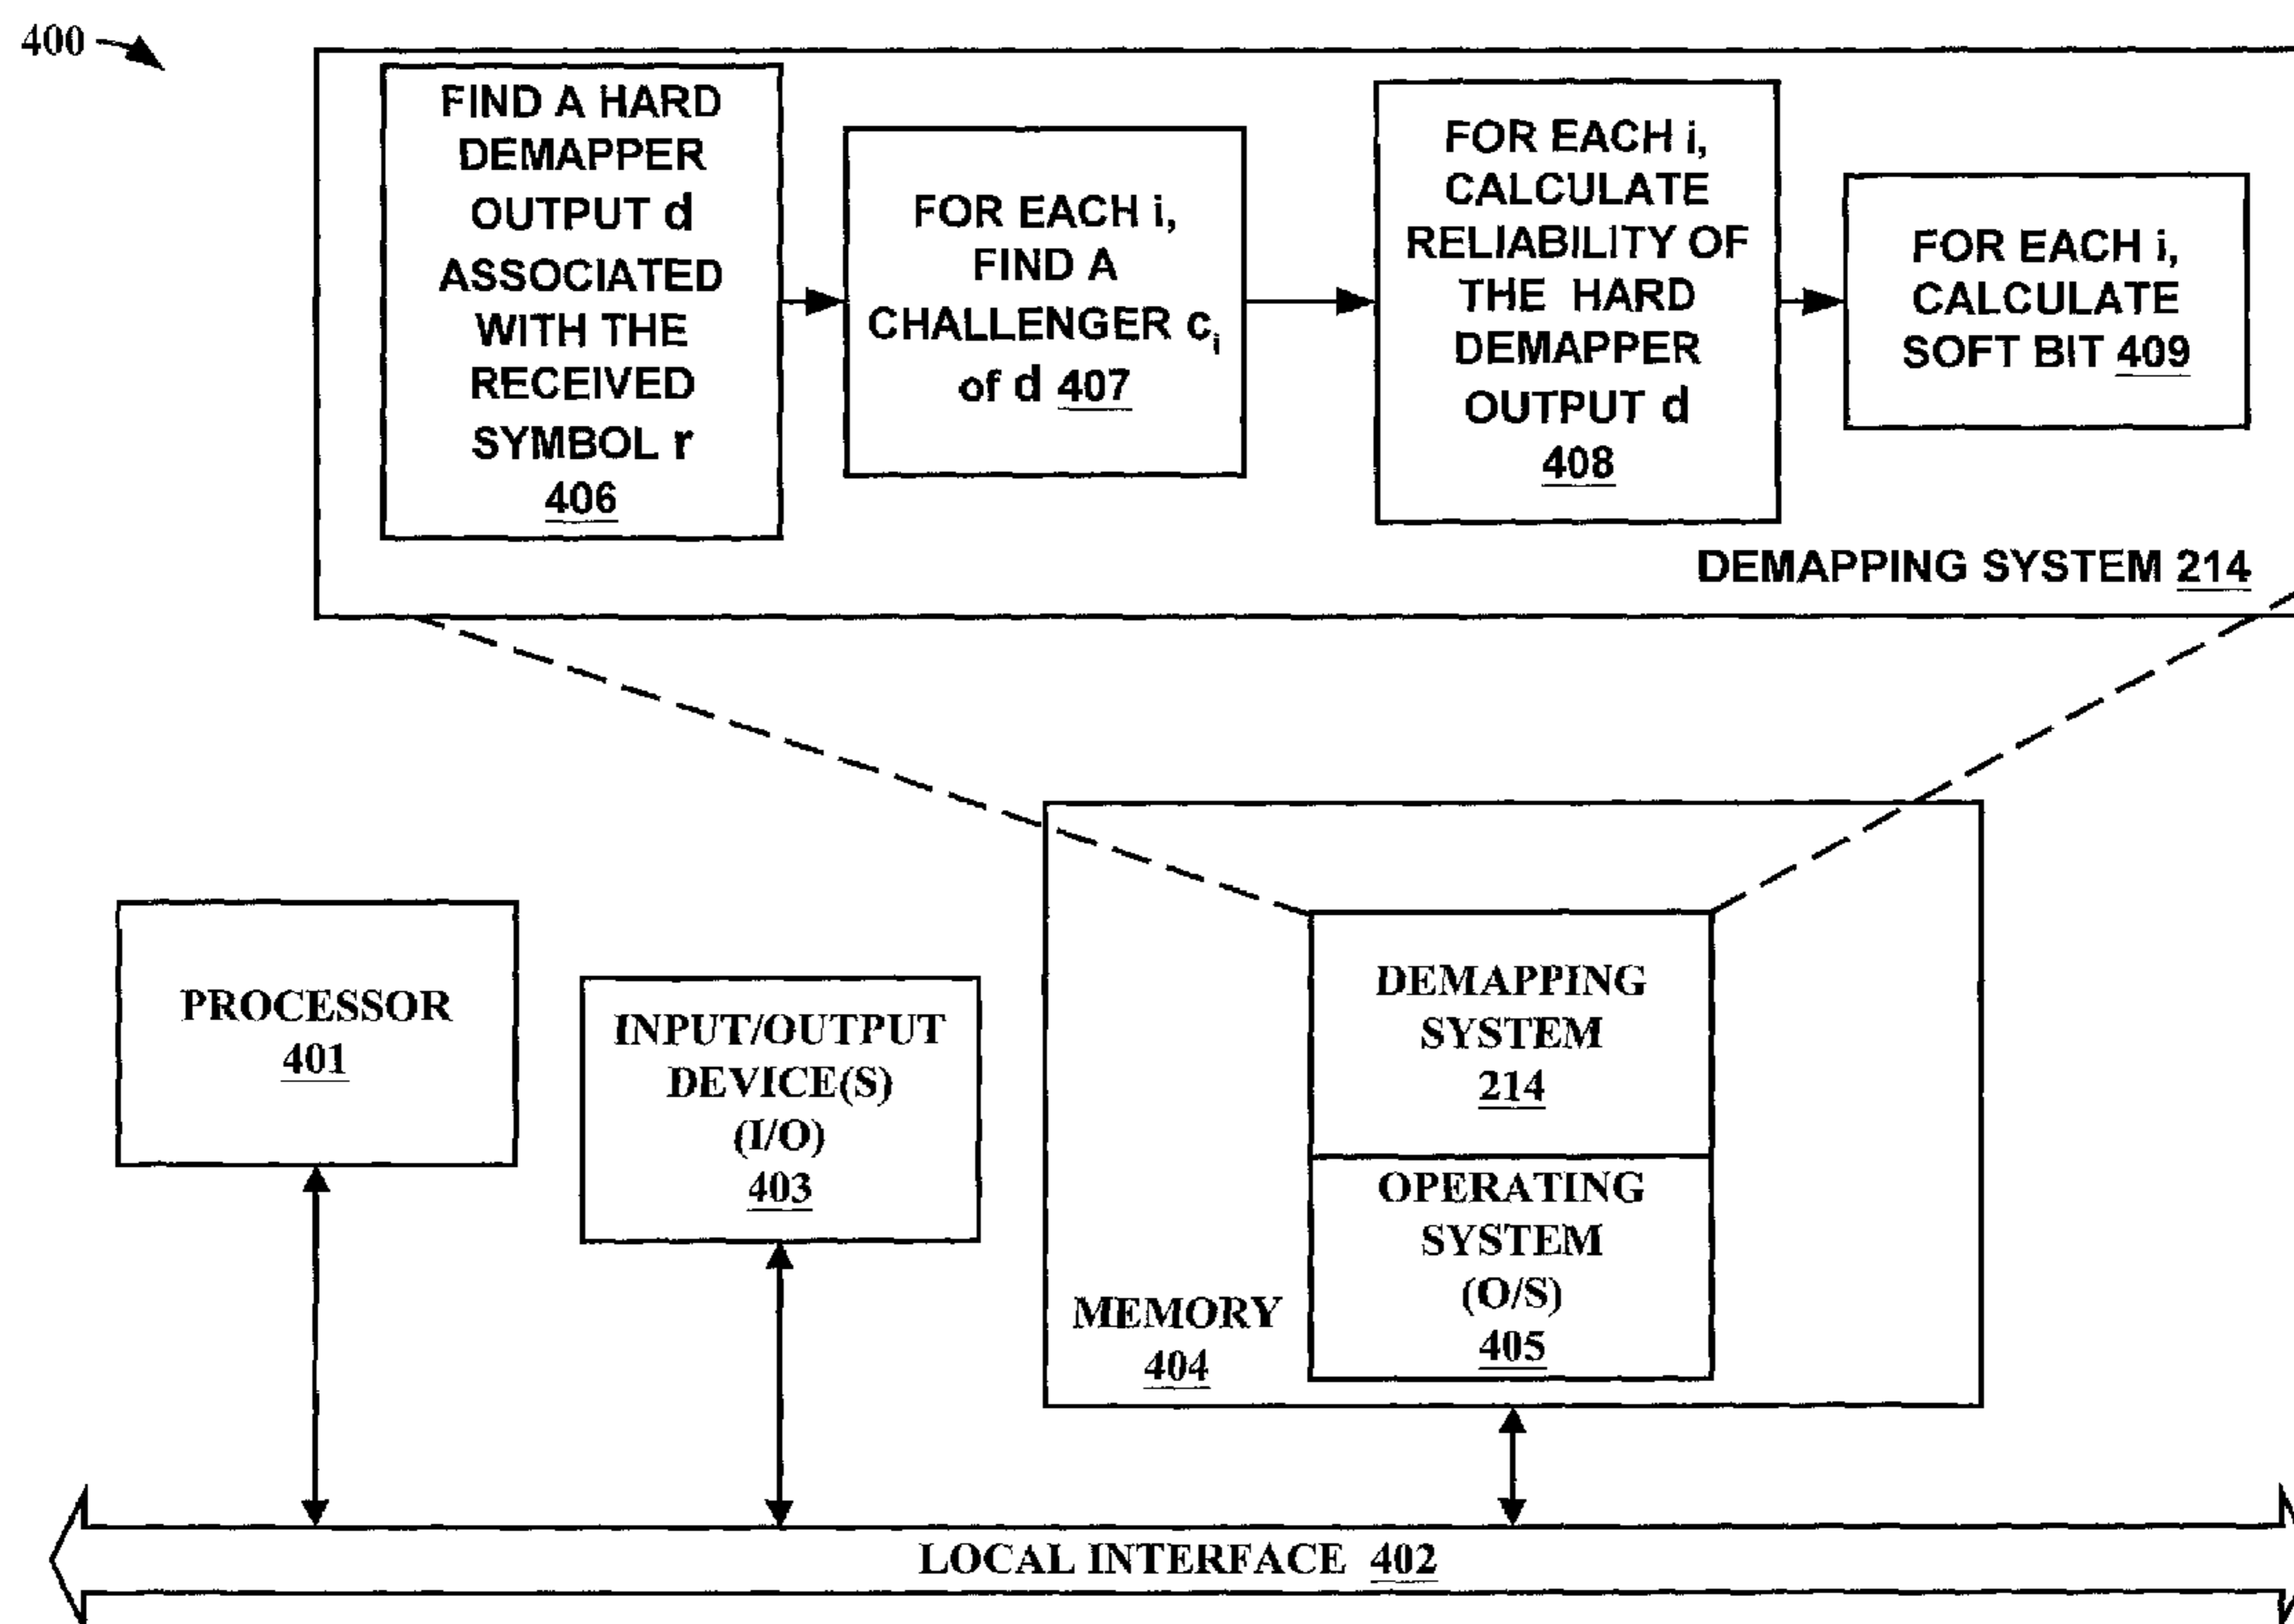 400
FIND A HARD
DEMAPPER
OUTPUT d
ASSOCIATED
WITH THE
RECEIVED
SYMBOL r
406
FOR EACH i,
FIND A
CHALLENGER ci
of d 407
FOR EACH i,
CALCULATE
RELIABILITY OF
THE HARD
DEMAPPER
OUTPUT d
408
FOR EACH i,
CALCULATE
SOFT BIT 409
DEMAPPING SYSTEM 214
PROCESSOR
401
INPUT/OUTPUT
DEVICE(S)
(I/O)
403
MEMORY
404
DEMAPPING
SYSTEM
214
OPERATING
SYSTEM
(O/S)
405
LOCAL INTERFACE 402